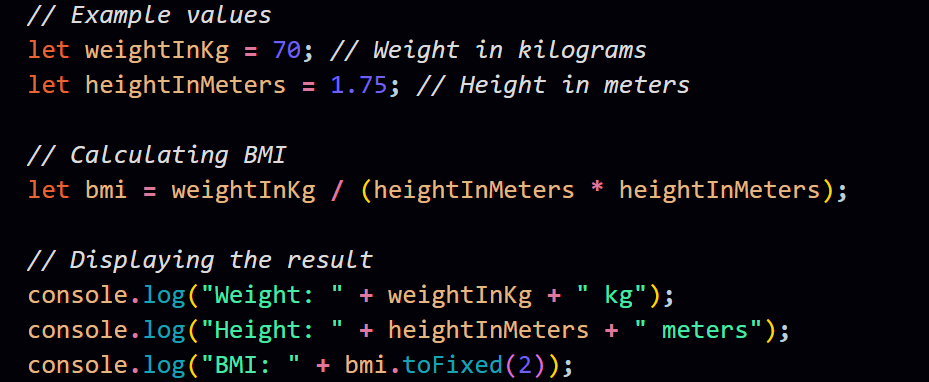 // Example values
let weightInKg = 70; // Weight in kilograms
let heightInMeters = 1.75; // Height in meters
// Calculating BMI
let bmi = weightInKg / (heightInMeters * heightInMeters);
// Displaying the result
console.log("Weight: " + weightInKg + " kg");
console.log("Height: " + heightInMeters + " meters");
console.log("BMI: " + bmi.toFixed(2));